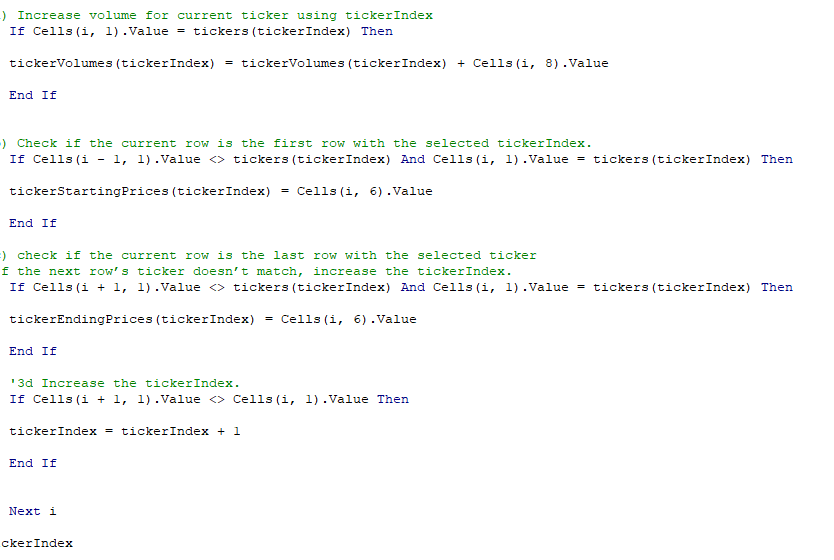 ) Increase volume for current ticker using tickerIndex
If Cells(i, 1).Value = tickers(tickerIndex) Then
tickerVolumes(tickerIndex) = tickerVolumes(tickerIndex) + Cells(i, 8).Value
End If
) Check if the current row is the first row with the selected tickerIndex.
If Cells(i - 1, 1).Value <> tickers(tickerIndex) And Cells(i, 1).Value = tickers(tickerIndex) Then
tickerStartingPrices(tickerIndex) = Cells(i, 6).Value
End If
) check if the current row is the last row with the selected ticker
f the next row's ticker doesn't match, increase the tickerIndex.
If Cells(i + 1, 1).Value <> tickers(tickerIndex) And Cells(i, 1).Value = tickers(tickerIndex) Then
tickerEndingPrices(tickerIndex) = Cells(i, 6).Value
End If
'3d Increase the tickerIndex.
If Cells(i + 1, 1).Value <> Cells(i, 1).Value Then
tickerIndex = tickerIndex + 1
End If
Next i
ckerIndex